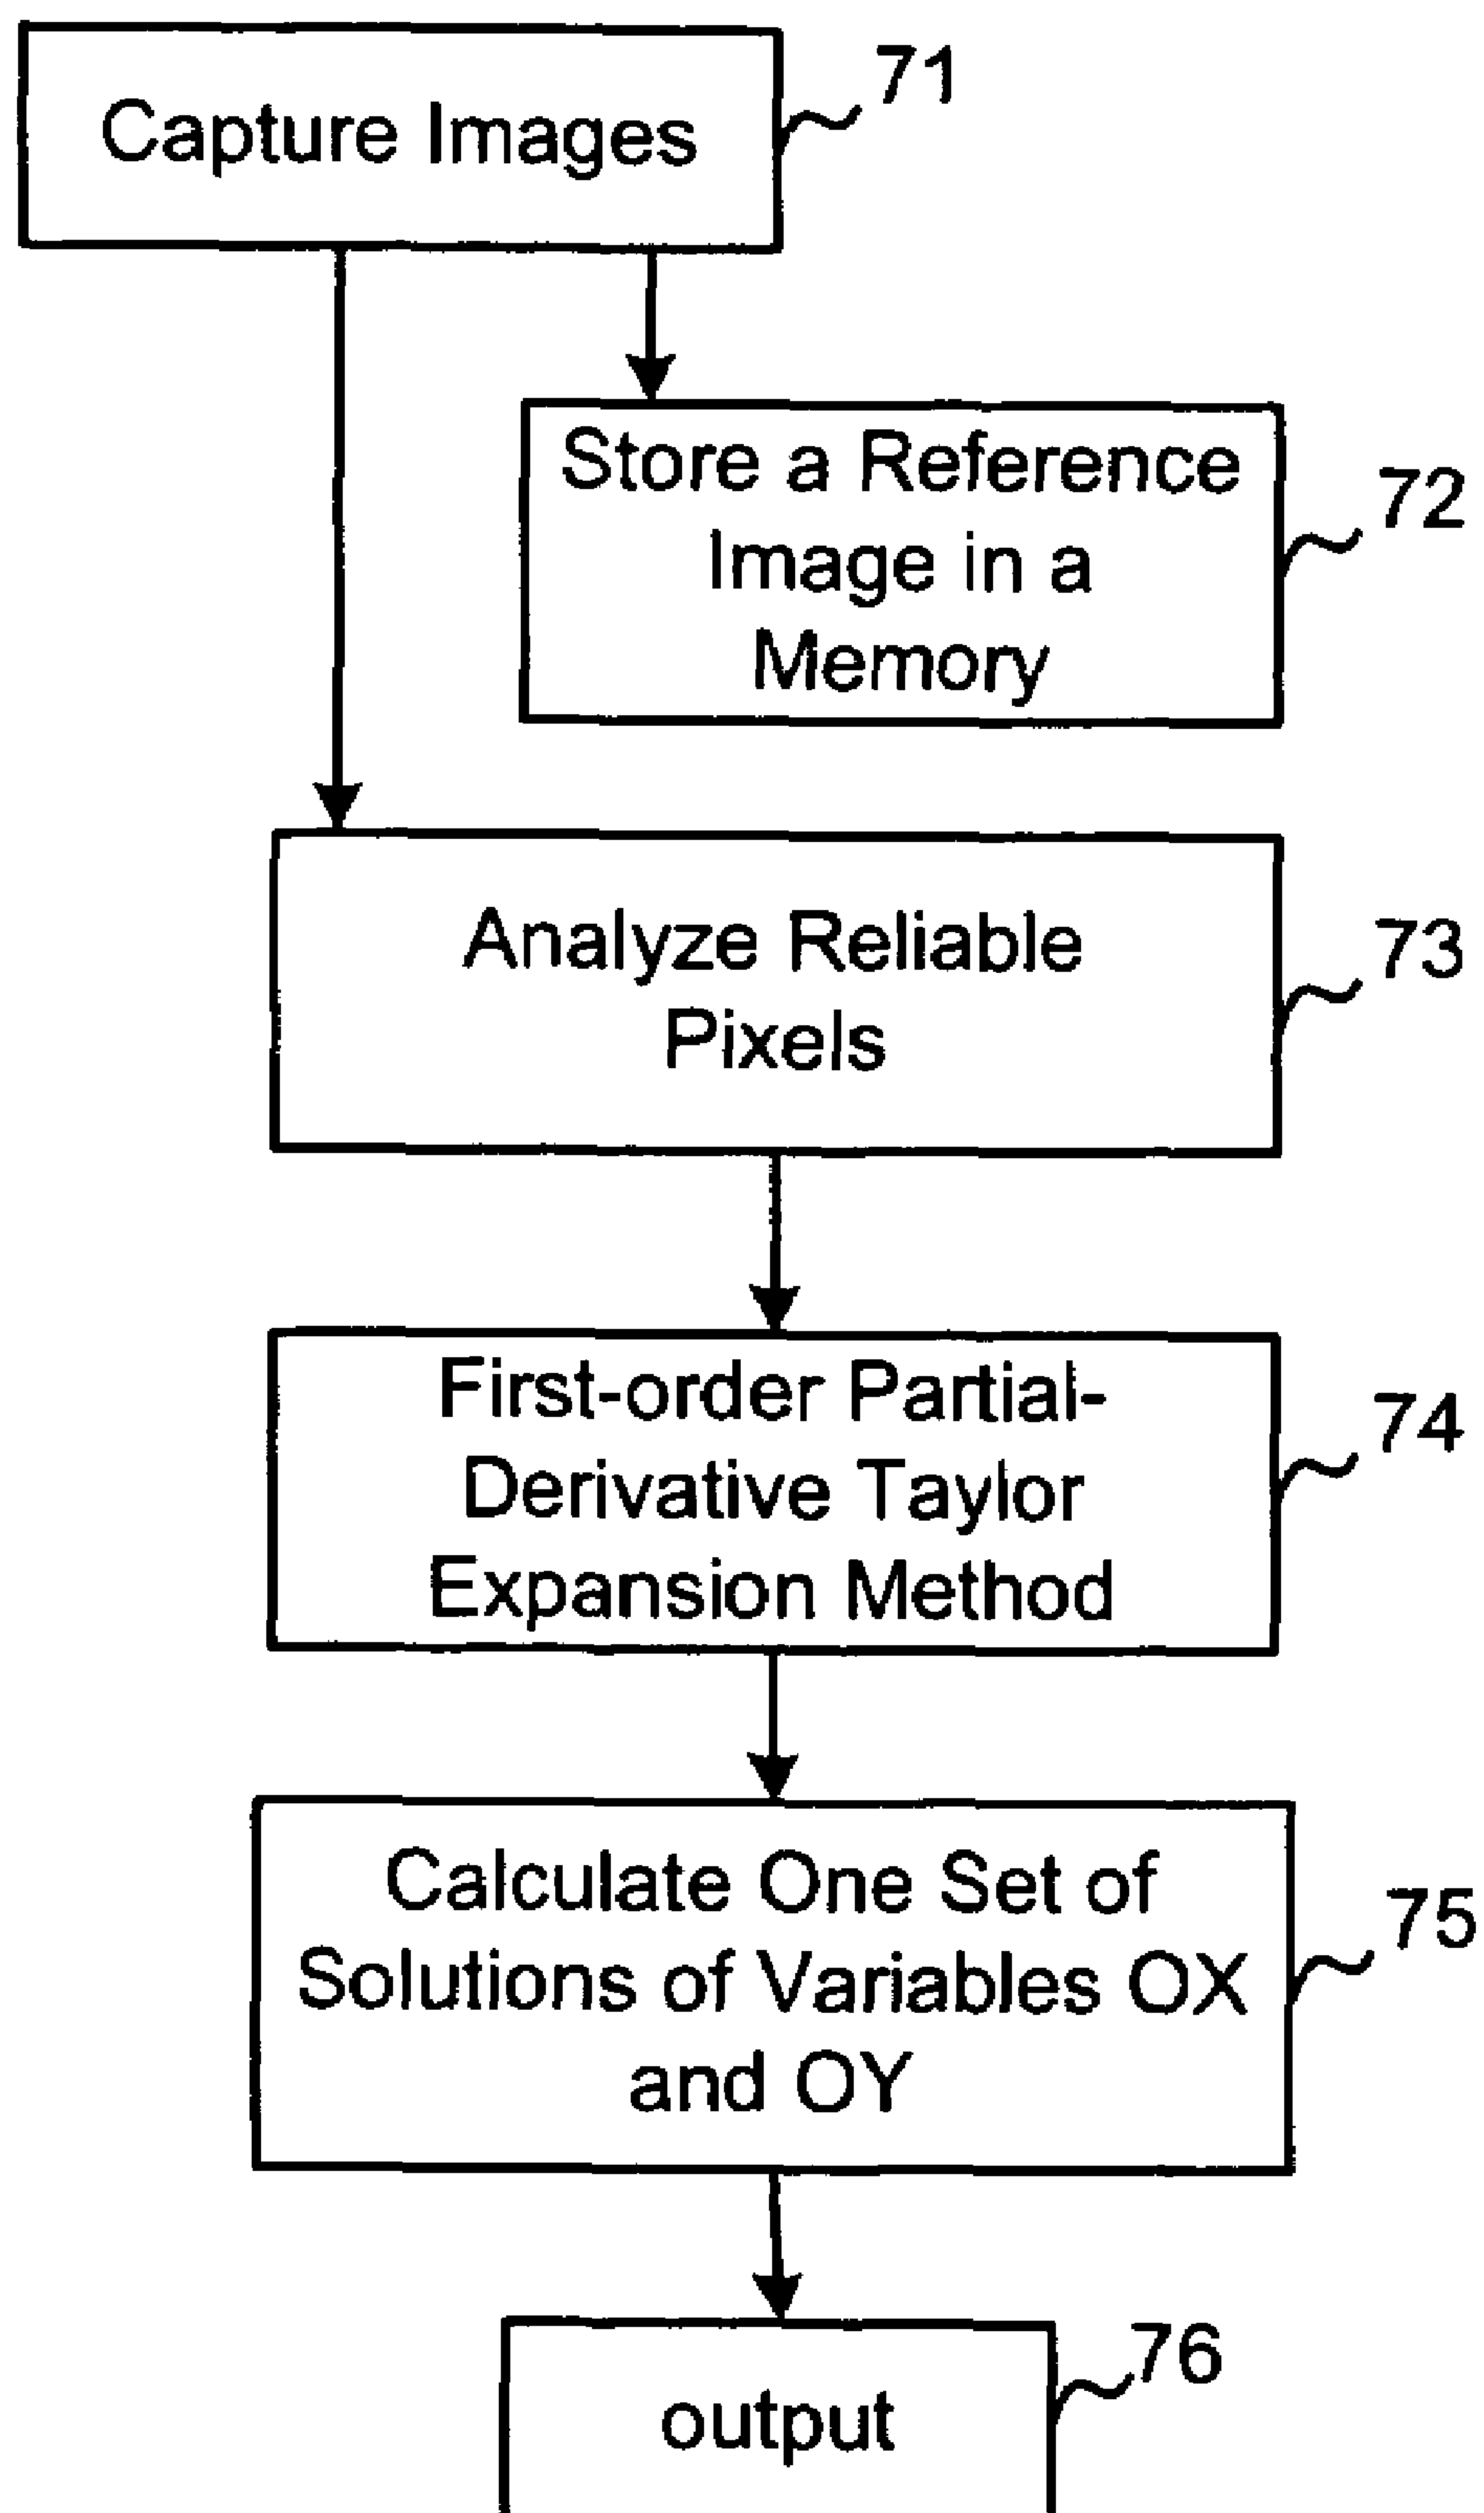 Capture Images
71
Store a Reference
Image in a
Memory
72
Analyze Reliable
Pixels
73
First-order Partial-
Derivative Taylor
Expansion Method
74
Calculate One Set of
Solutions of Variables OX
and OY
75
output
76